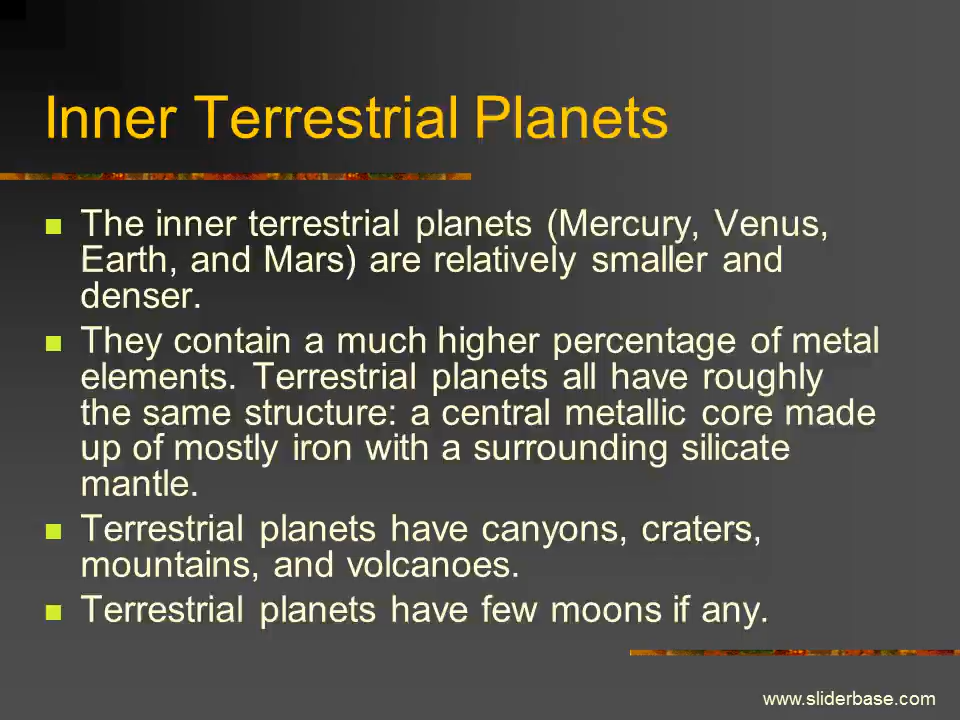 Inner Terrestrial Planets
The inner terrestrial planets (Mercury, Venus,
Earth, and Mars) are relatively smaller and
denser.
They contain a much higher percentage of metal
elements. Terrestrial planets all have roughly
the same structure: a central metallic core made
up of mostly iron with a surrounding silicate
mantle.
Terrestrial planets have canyons, craters,
mountains, and volcanoes.
Terrestrial planets have few moons if any.
www.sliderbase.com